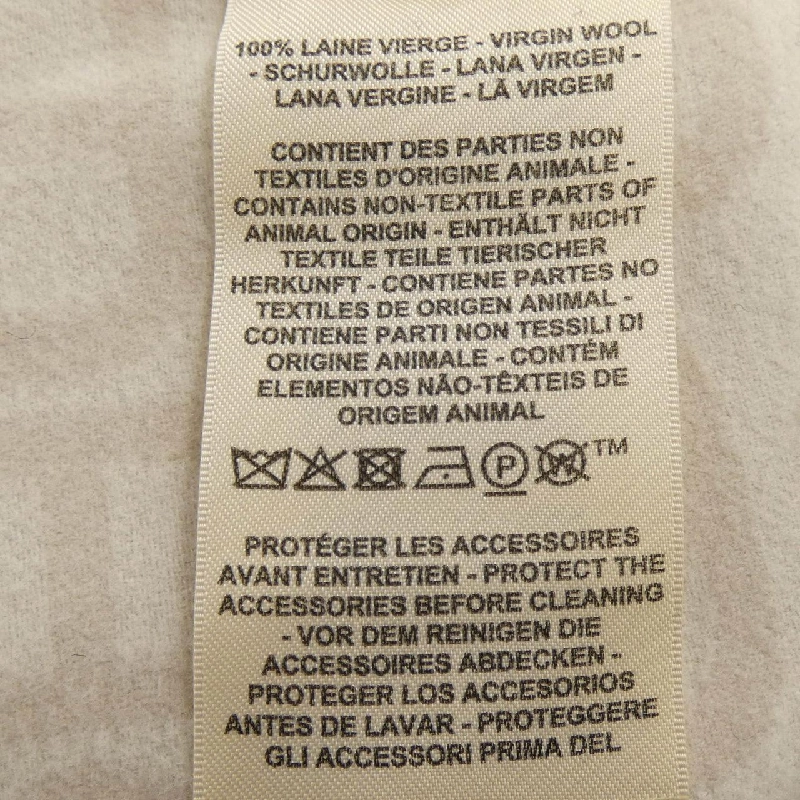 100% LAINE VIERGE - VIRGIN WOOL
- SCHURWOLLE - LANA VIRGEN -
LANA VERGINE - LÃ VIRGEM
CONTIENT DES PARTIES NON
TEXTILES D'ORIGINE ANIMALE -
CONTAINS NON-TEXTILE PARTS OF
ANIMAL ORIGIN - ENTHÄLT NICHT
TEXTILE TEILE TIERISCHER
HERKUNFT - CONTIENE PARTES NO
TEXTILES DE ORIGEN ANIMAL -
CONTIENE PARTI NON TESSILI DI
ORIGINE ANIMALE - CONTÉM
ELEMENTOS NÃO-TÊXTEIS DE
ORIGEM ANIMAL
P W TM
PROTÉGER LES ACCESSOIRES
AVANT ENTRETIEN - PROTECT THE
ACCESSORIES BEFORE CLEANING
- VOR DEM REINIGEN DIE
ACCESSOIRES ABDECKEN -
PROTEGER LOS ACCESORIOS
ANTES DE LAVAR - PROTEGGERE
GLI ACCESSORI PRIMA DEL